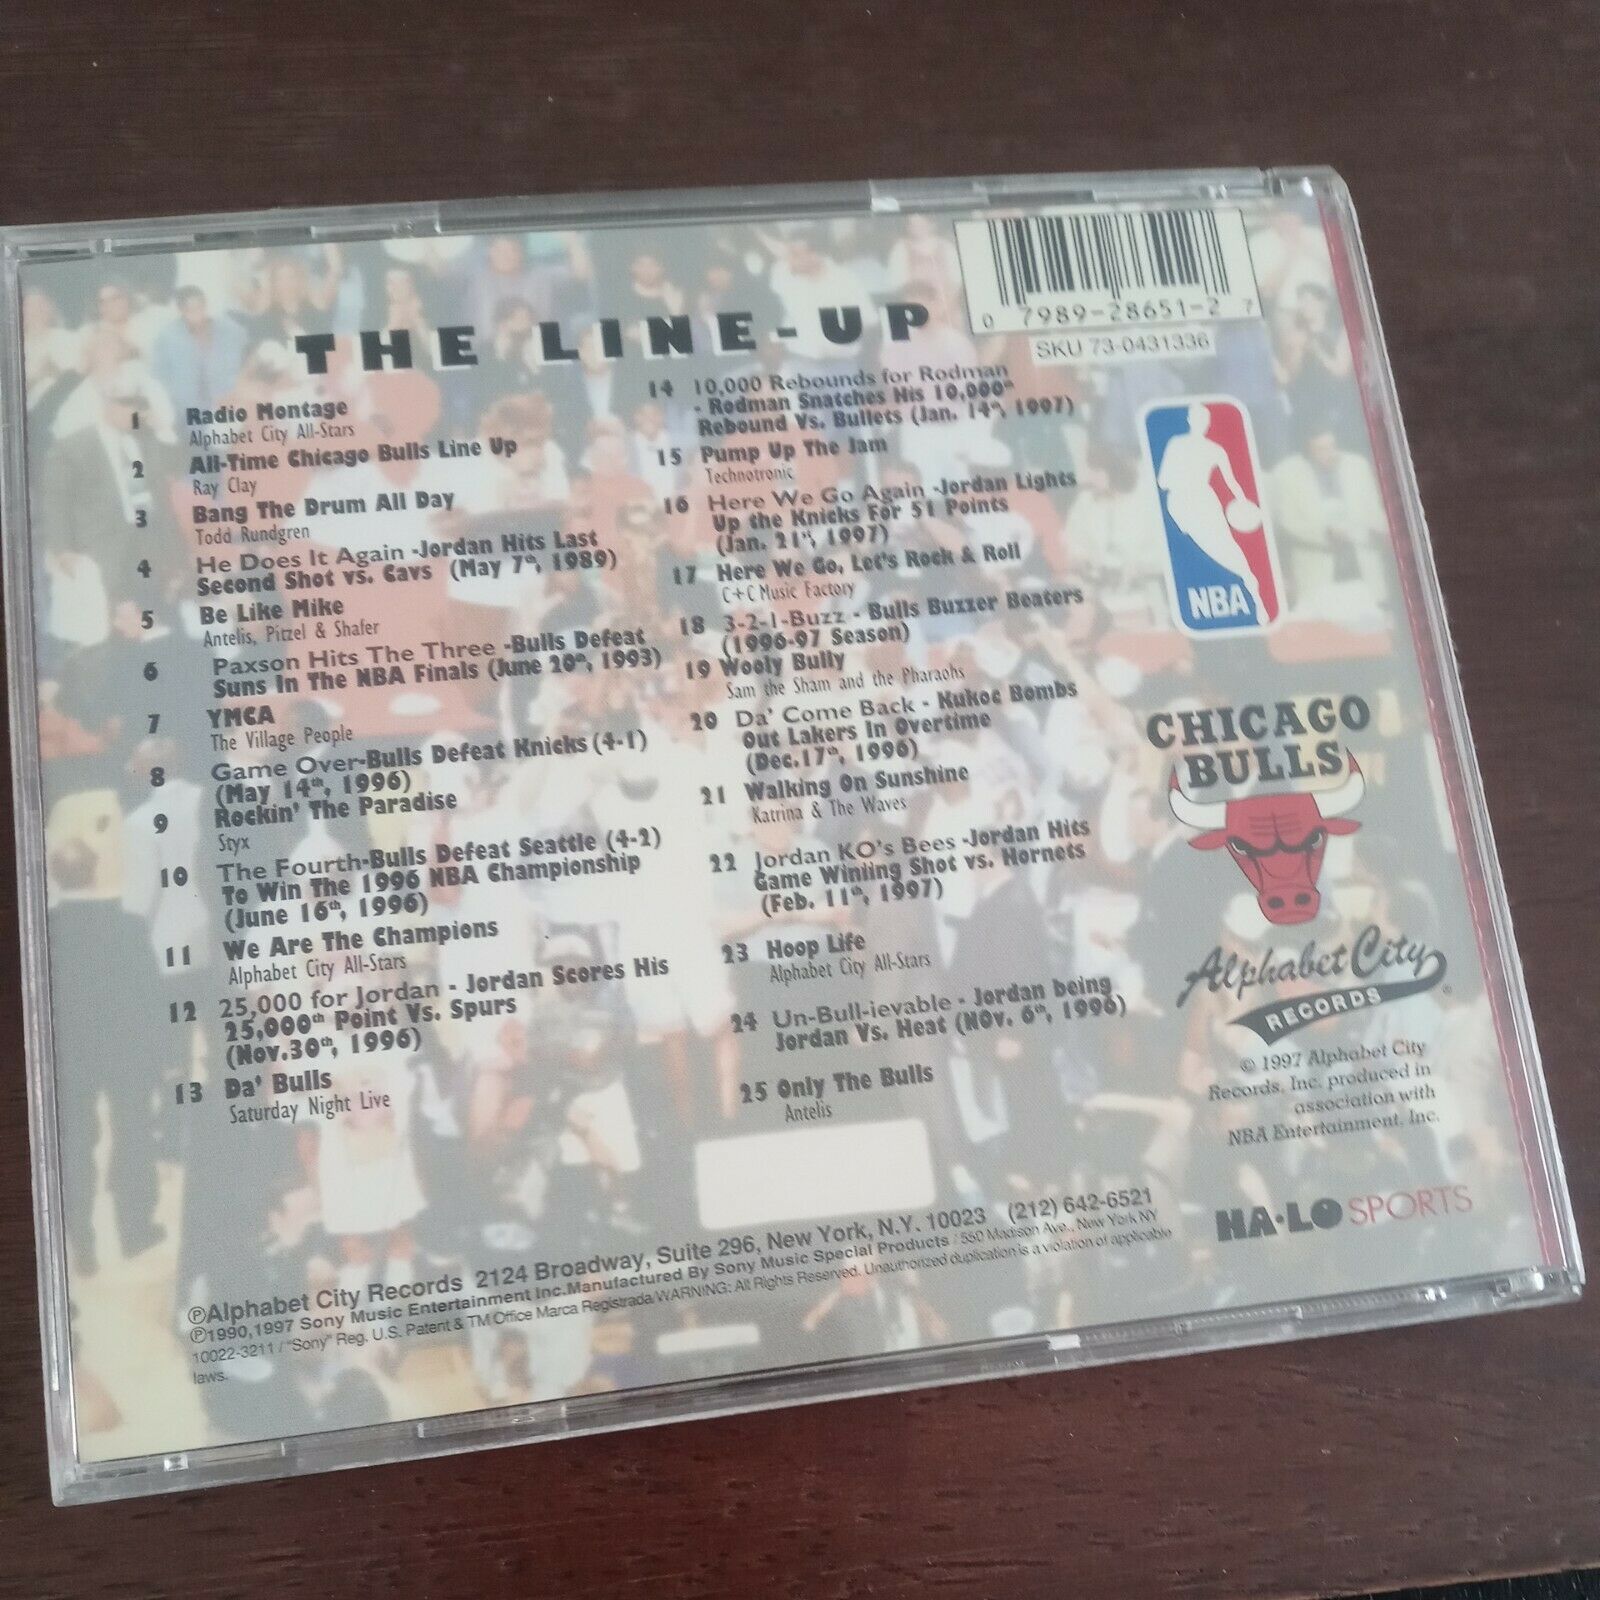 THE LINE-UP
1 Radio Montage
Alphabet City All-Stars
2 All-Time Chicago Bulls Line Up
Ray Clay
3 Bang The Drum All Day
Todd Rundgren
4 He Does It Again -Jordan Hits Last
Second Shot vs. Cavs (May 7th, 1989)
5 Be Like Mike
Antelis, Pitzel & Shafer
6 Paxson Hits The Three -Bulls Defeat
Suns In The NBA Finals (June 20th, 1993)
7 YMCA
The Village People
8 Game Over-Bulls Defeat Knicks (4-1)
(May 14th, 1996)
9 Rockin' The Paradise
Styx
10 The Fourth-Bulls Defeat Seattle (4-2)
To Win The 1996 NBA Championship
(June 16th, 1996)
11 We Are The Champions
Alphabet City All-Stars
12 25,000 for Jordan - Jordan Scores His
25,000th Point Vs. Spurs
(Nov.30th, 1996)
13 Da' Bulls
Saturday Night Live
14 10,000 Rebounds for Rodman
- Rodman Snatches His 10,000th
Rebound Vs. Bullets (Jan. 14th, 1997)
15 Pump Up The Jam
Technotronic
16 Here We Go Again -Jordan Lights
Up the Knicks For 51 Points
(Jan. 21st, 1997)
17 Here We Go, Let's Rock & Roll
C+C Music Factory
18 3-2-1-Buzz - Bulls Buzzer Beaters
(1996-97 Season)
19 Wooly Bully
Sam the Sham and the Pharaohs
20 Da' Come Back - Kukoc Bombs
Out Lakers In Overtime
(Dec.17th, 1996)
21 Walking On Sunshine
Katrina & The Waves
22 Jordan KO's Bees -Jordan Hits
Game Winling Shot vs. Hornets
(Feb. 11th, 1997)
23 Hoop Life
Alphabet City All-Stars
24 Un-Bull-ievable - Jordan being
Jordan Vs. Heat (Nov. 6th, 1996)
25 Only The Bulls
Antelis
0 7989-28651-2 7
SKU 73-0431336
NBA
CHICAGO
BULLS
Alphabet City
RECORDS ®
© 1997 Alphabet City
Records, Inc. produced in
association with
NBA Entertainment, Inc.
HA·LO SPORTS
℗Alphabet City Records 2124 Broadway, Suite 296, New York, N.Y. 10023 (212) 642-6521
℗1990,1997 Sony Music Entertainment Inc.Manufactured By Sony Music Special Products / 550 Madison Ave., New York NY
10022-3211 / "Sony" Reg. U.S. Patent & TM Office Marca Registrada/WARNING: All Rights Reserved. Unauthorized duplication is a violation of applicable
laws.